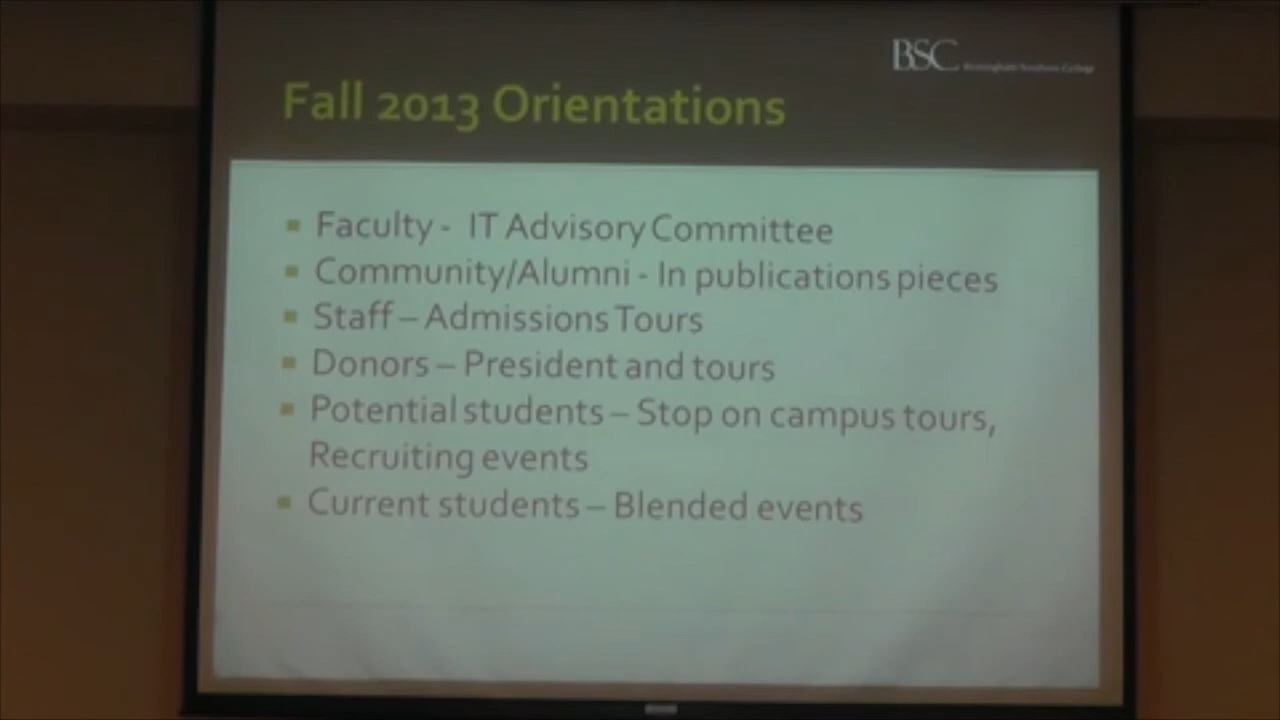 BSC Birmingham-Southern College
Fall 2013 Orientations
Faculty - IT Advisory Committee
Community/Alumni - In publications pieces
Staff – Admissions Tours
Donors – President and tours
Potential students – Stop on campus tours,
Recruiting events
Current students – Blended events